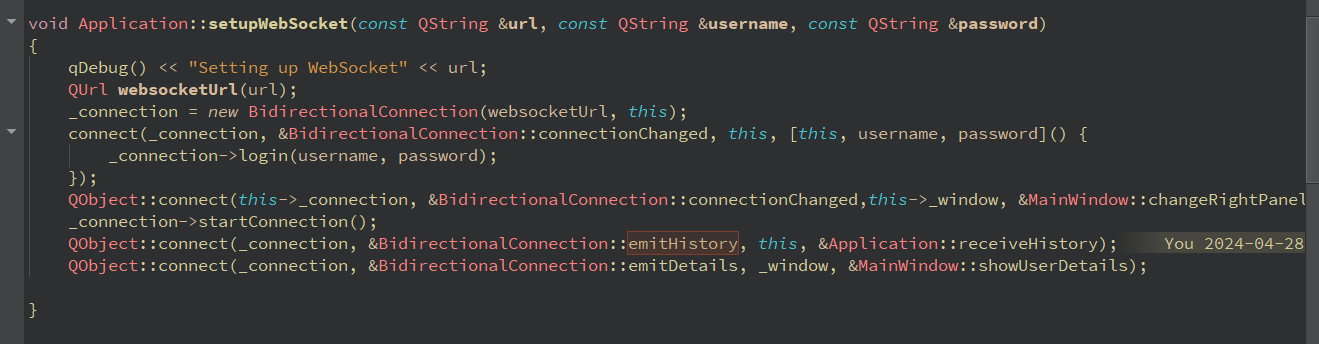 void Application::setupWebSocket(const QString &url, const QString &username, const QString &password)
{
    qDebug() << "Setting up WebSocket" << url;
    QUrl websocketUrl(url);
    _connection = new BidirectionalConnection(websocketUrl, this);
    connect(_connection, &BidirectionalConnection::connectionChanged, this, [this, username, password]() {
        _connection->login(username, password);
    });
    QObject::connect(this->_connection, &BidirectionalConnection::connectionChanged,this->_window, &MainWindow::changeRightPanel
    _connection->startConnection();
    QObject::connect(_connection, &BidirectionalConnection::emitHistory, this, &Application::receiveHistory); You 2024-04-28
    QObject::connect(_connection, &BidirectionalConnection::emitDetails, _window, &MainWindow::showUserDetails);
}